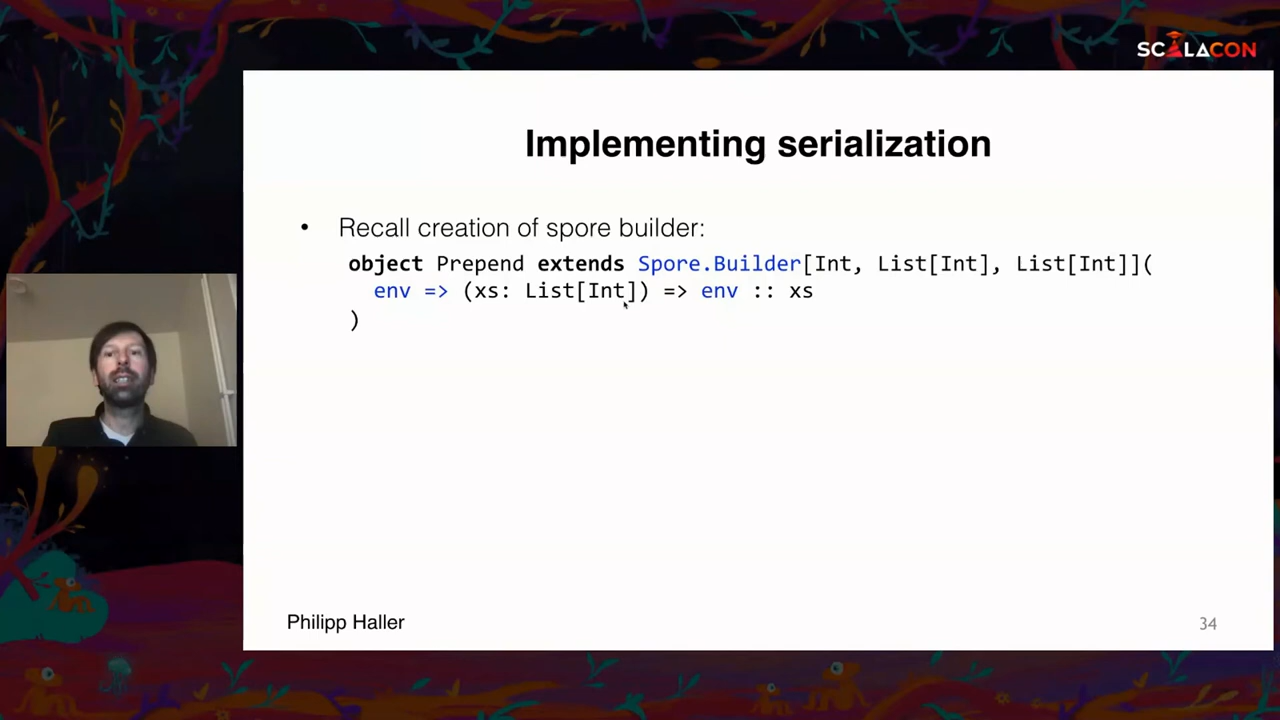 SCALACON
Implementing serialization
• Recall creation of spore builder:
object Prepend extends Spore.Builder[Int, List[Int], List[Int]](
env => (xs: List[Int]) => env :: xs
)
Philipp Haller
34